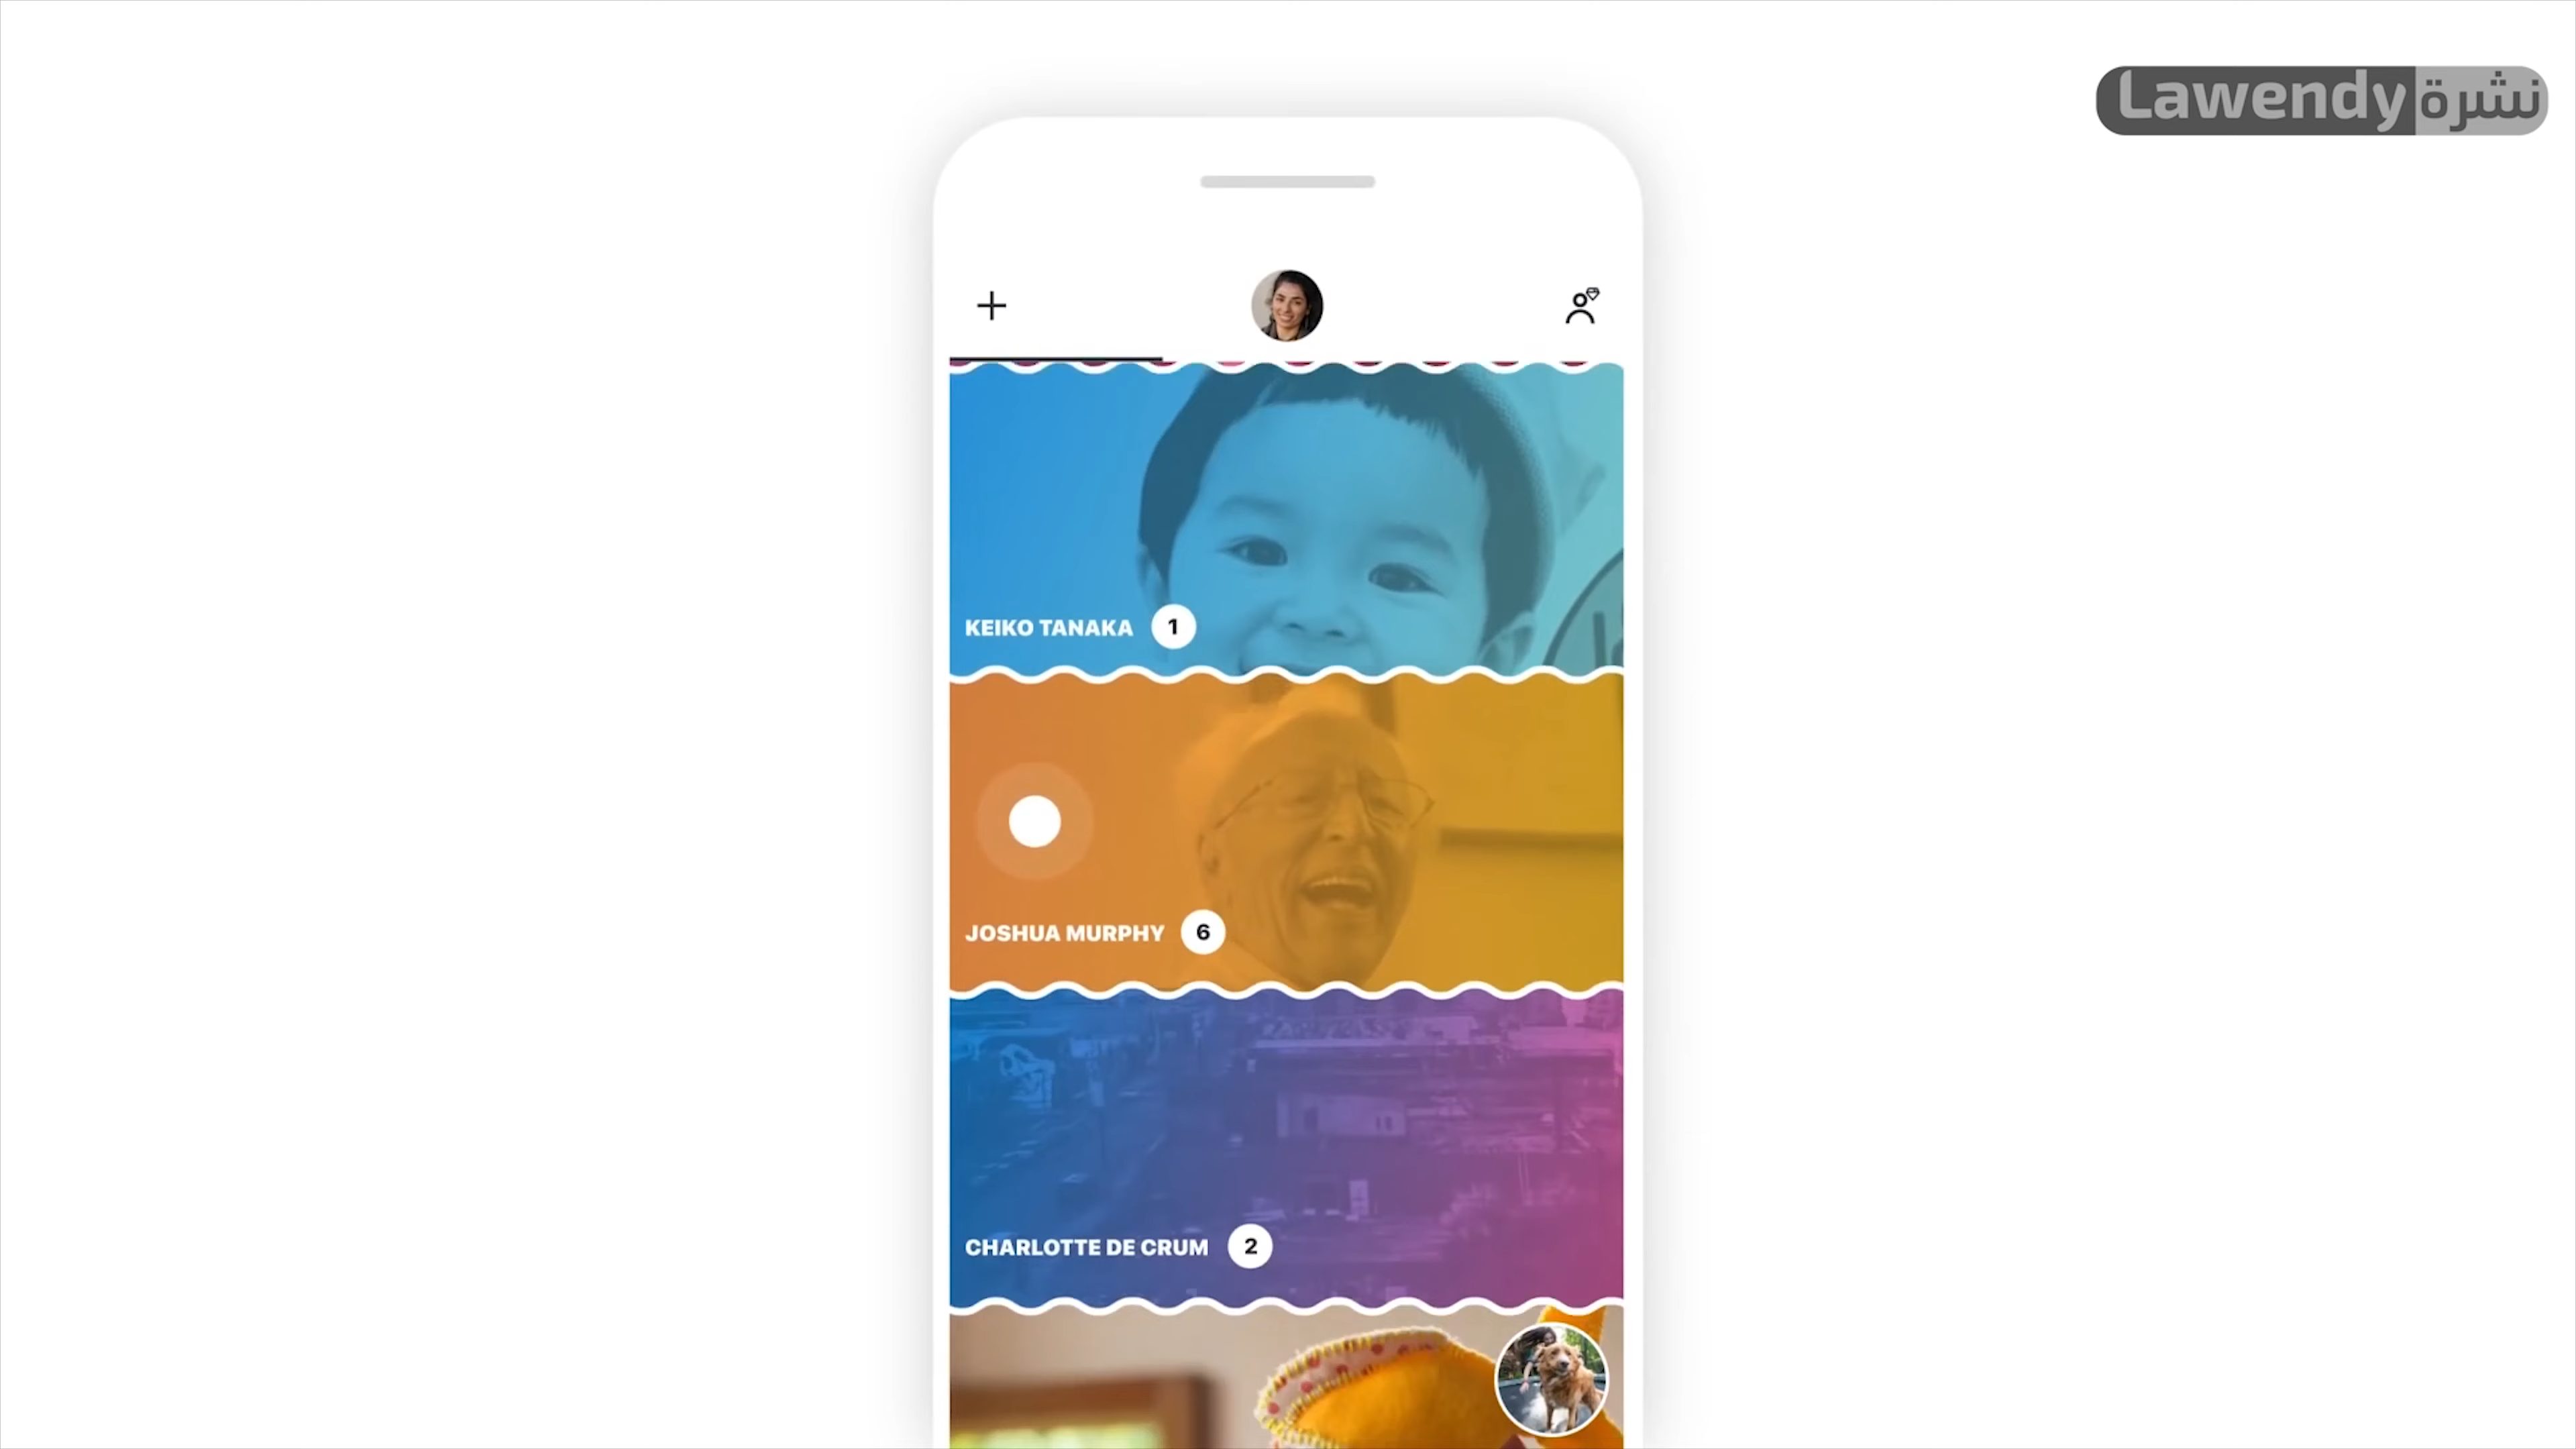 Lawendy نشرة
KEIKO TANAKA 1
JOSHUA MURPHY 6
CHARLOTTE DE CRUM 2